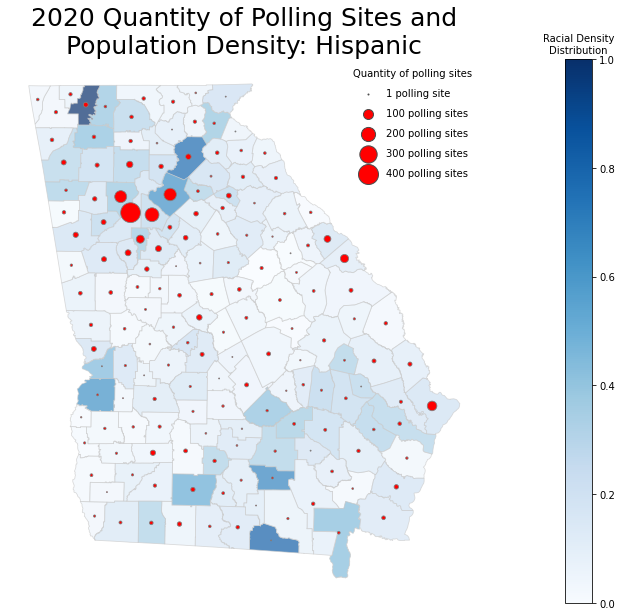 2020 Quantity of Polling Sites and
Population Density: Hispanic
Quantity of polling sites
1 polling site
100 polling sites
200 polling sites
300 polling sites
400 polling sites
Racial Density
Distribution
1.0
0.8
0.6
0.4
0.2
0.0